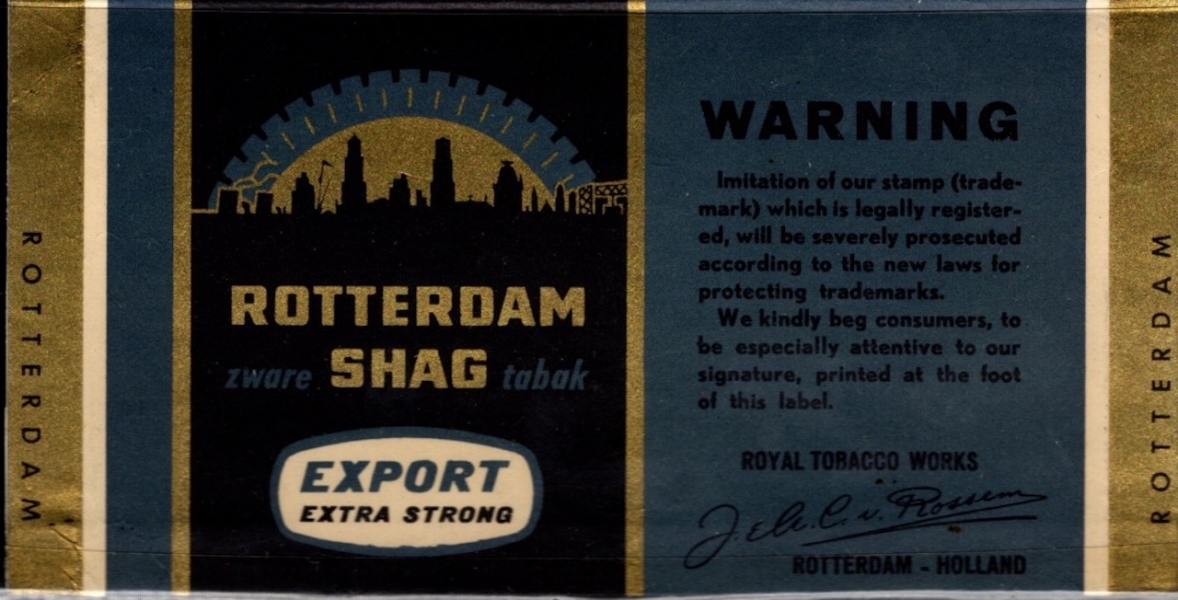 ROTTERDAM
ROTTERDAM
zware SHAG tabak
EXPORT
EXTRA STRONG
WARNING
Imitation of our stamp (trade-
mark) which is legally register-
ed, will be severely prosecuted
according to the new laws for
protecting trademarks.
We kindly beg consumers, to
be especially attentive to our
signature, printed at the foot
of this label.
ROYAL TOBACCO WORKS
J. & A. C. v. Rossem
ROTTERDAM - HOLLAND
ROTTERDAM